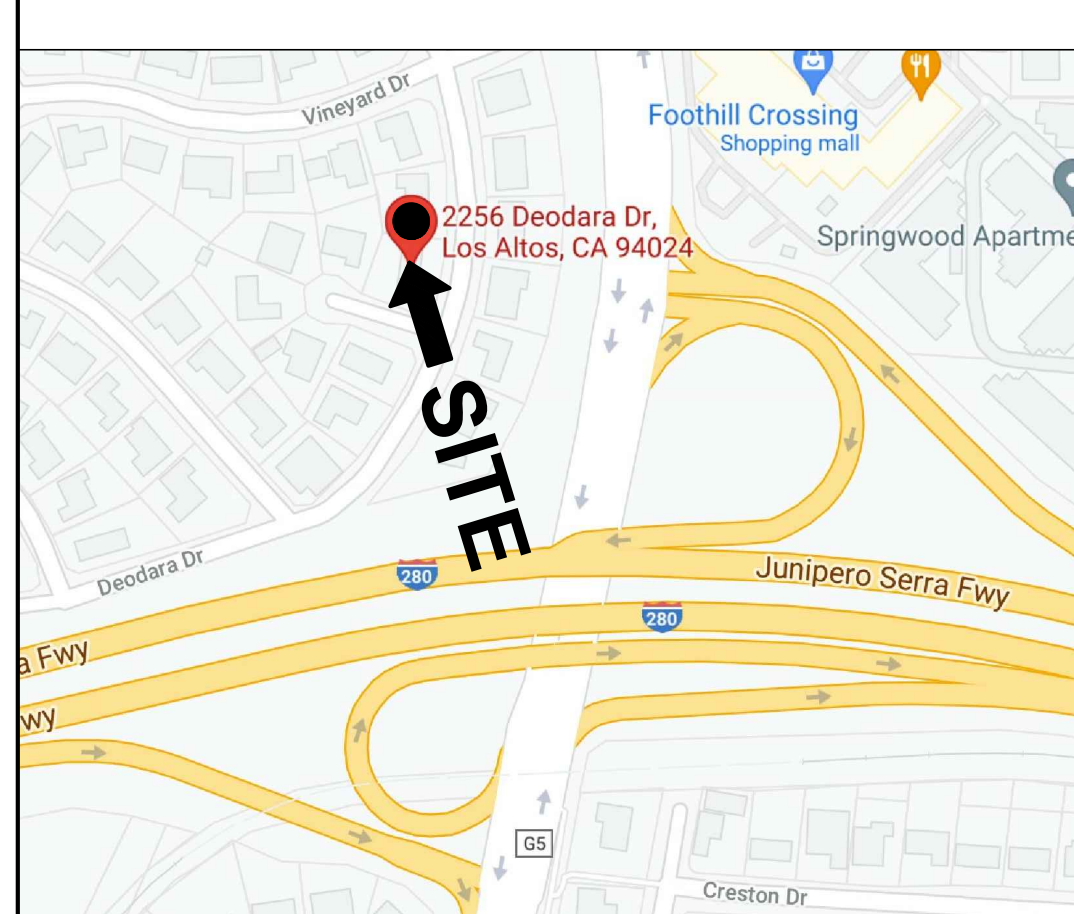 Vineyard Dr
Foothill Crossing
Shopping mall
2256 Deodara Dr,
Los Altos, CA 94024
Springwood Apartme
SITE
Deodara Dr
280
Junipero Serra Fwy
280
a Fwy
wy
G5
Creston Dr